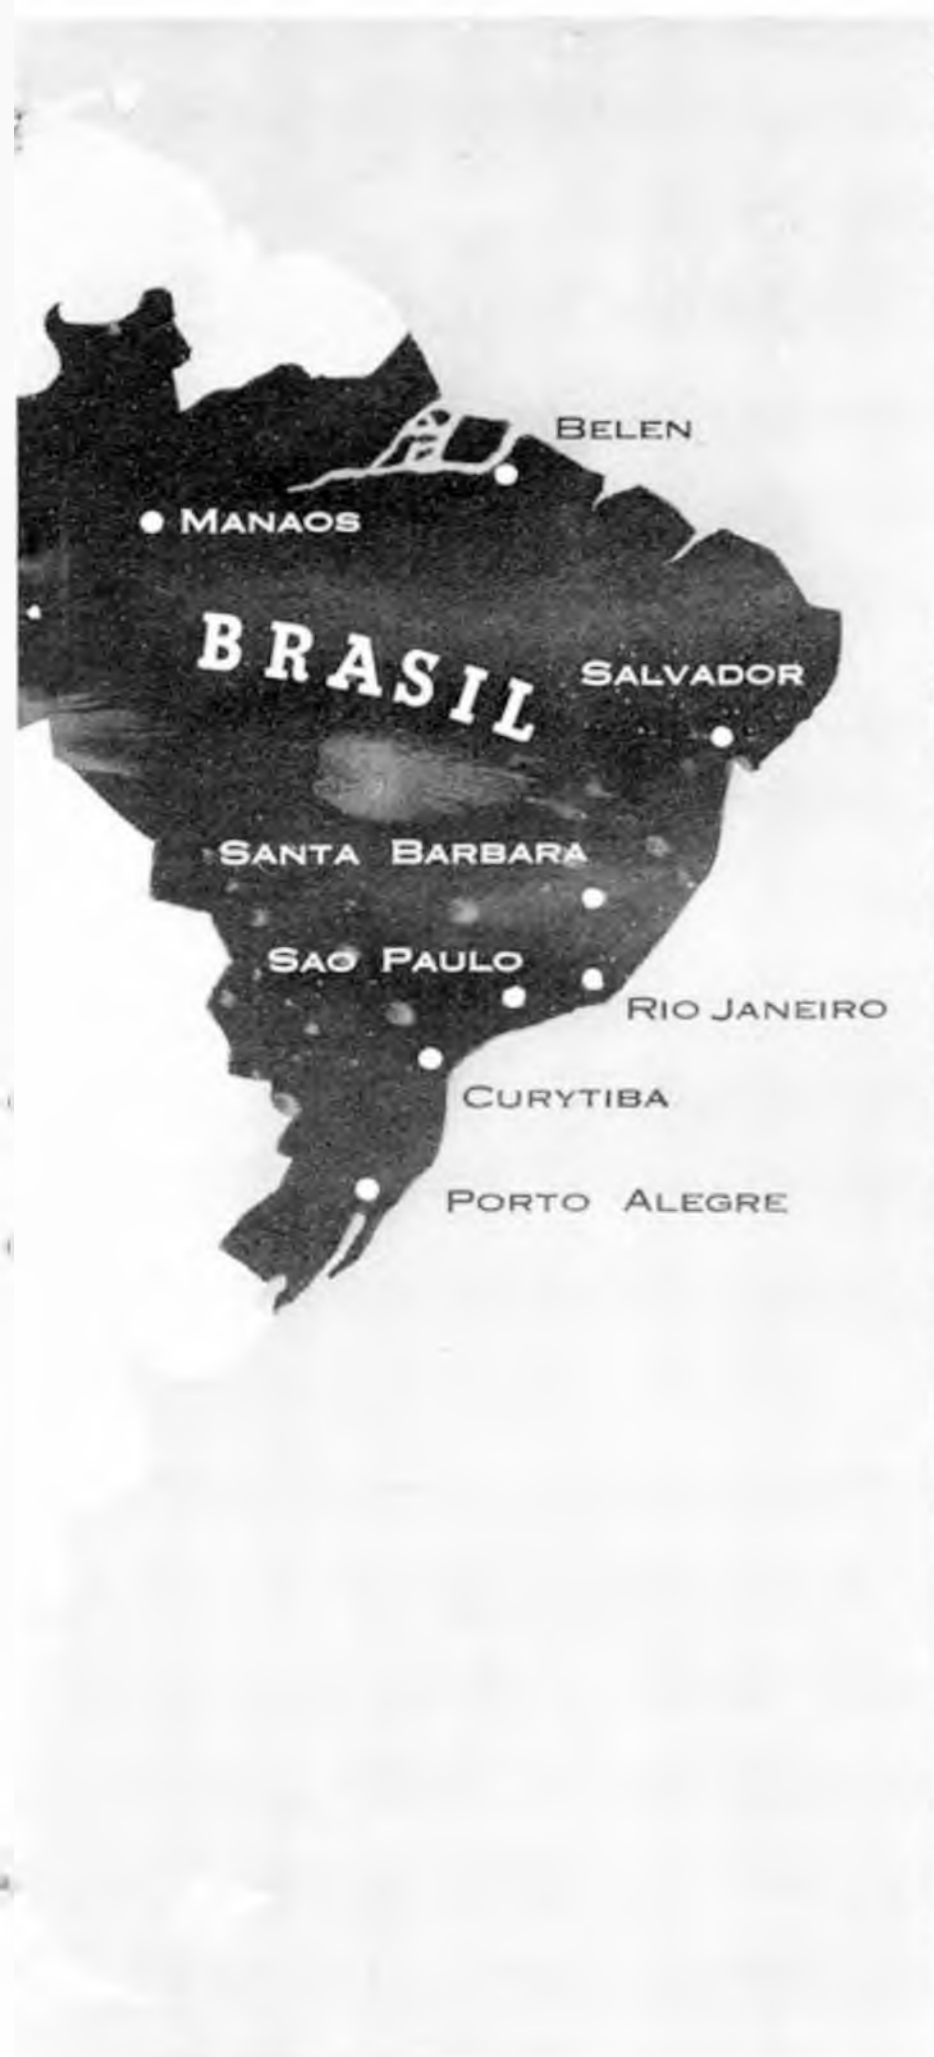 BELEN
MANAOS
BRASIL
SALVADOR
SANTA BARBARA
SAO PAULO
RIO JANEIRO
CURYTIBA
PORTO ALEGRE